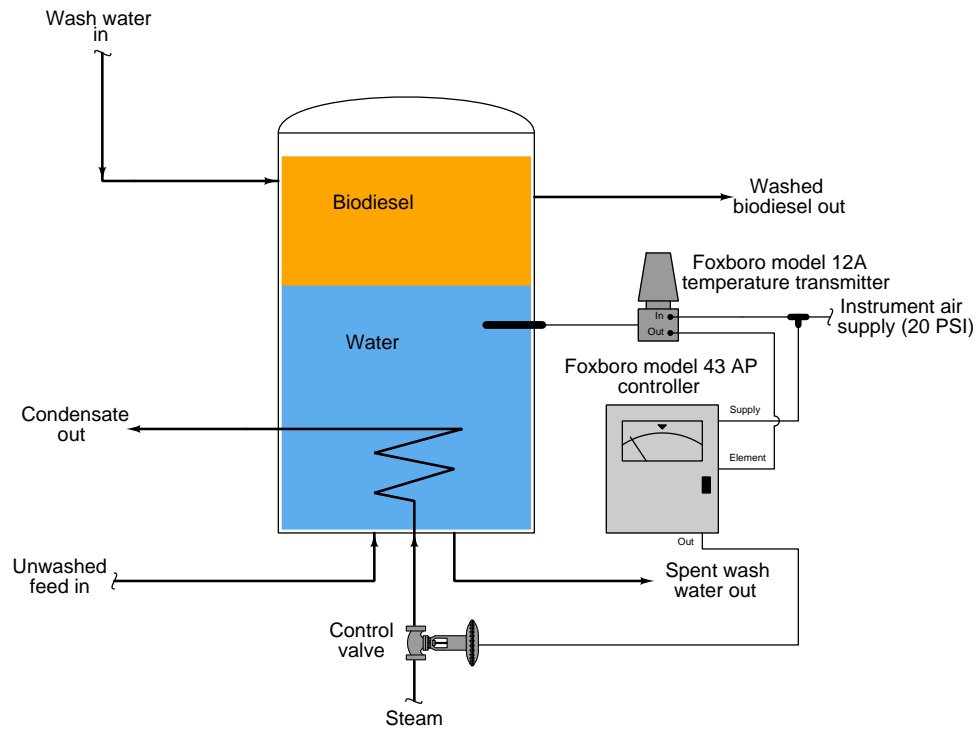 Wash water
in
Biodiesel
Washed
biodiesel out
Foxboro model 12A
temperature transmitter
In
Out
Instrument air
supply (20 PSI)
Water
Foxboro model 43 AP
controller
Supply
Element
Out
Condensate
out
Unwashed
feed in
Spent wash
water out
Control
valve
Steam